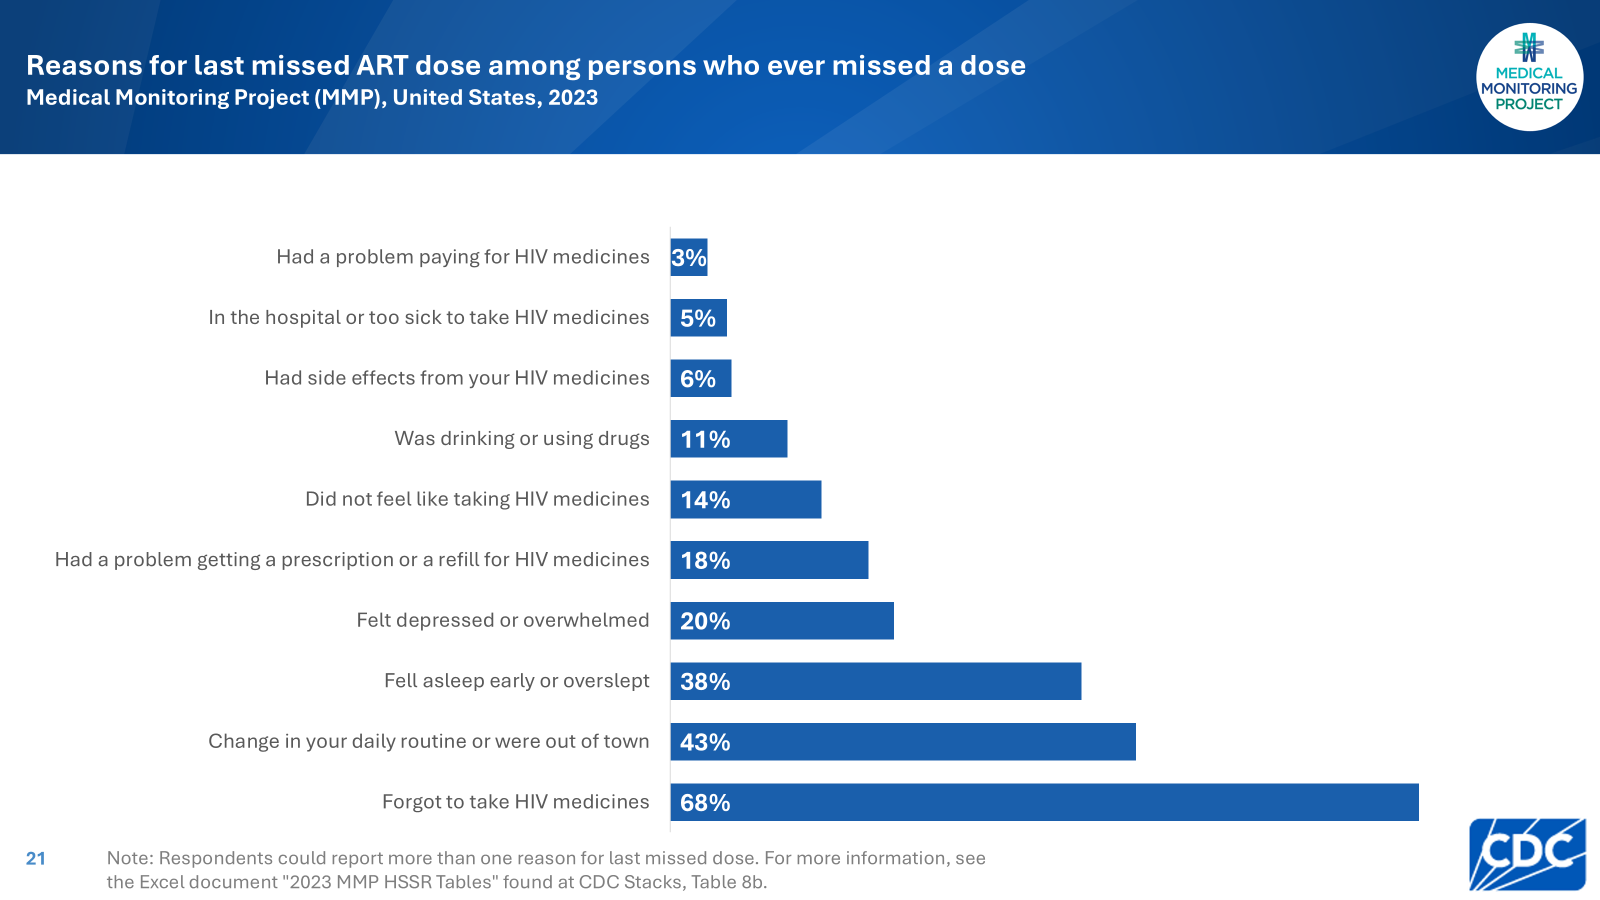 Reasons for last missed ART dose among persons who ever missed a dose
Medical Monitoring Project (MMP), United States, 2023
MEDICAL
MONITORING
PROJECT
Had a problem paying for HIV medicines 3%
In the hospital or too sick to take HIV medicines 5%
Had side effects from your HIV medicines 6%
Was drinking or using drugs 11%
Did not feel like taking HIV medicines 14%
Had a problem getting a prescription or a refill for HIV medicines 18%
Felt depressed or overwhelmed 20%
Fell asleep early or overslept 38%
Change in your daily routine or were out of town 43%
Forgot to take HIV medicines 68%
CDC
21
Note: Respondents could report more than one reason for last missed dose. For more information, see
the Excel document "2023 MMP HSSR Tables" found at CDC Stacks, Table 8b.